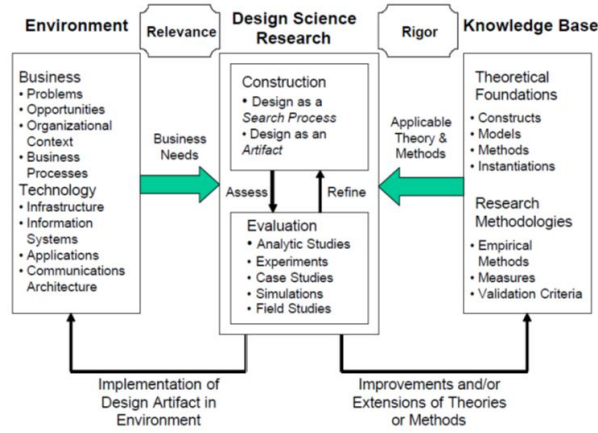 Environment
Relevance
Design Science
Research
Rigor
Knowledge Base
Business
• Problems
• Opportunities
• Organizational
Context
• Business
Processes
Technology
• Infrastructure
• Information
Systems
• Applications
• Communications
Architecture
Business
Needs
Construction
• Design as a
Search Process
• Design as an
Artifact
Assess
Refine
Evaluation
• Analytic Studies
• Experiments
• Case Studies
• Simulations
• Field Studies
Applicable
Theory &
Methods
Theoretical
Foundations
• Constructs
• Models
• Methods
• Instantiations
Research
Methodologies
• Empirical
Methods
• Measures
• Validation Criteria
Implementation of
Design Artifact in
Environment
Improvements and/or
Extensions of Theories
or Methods